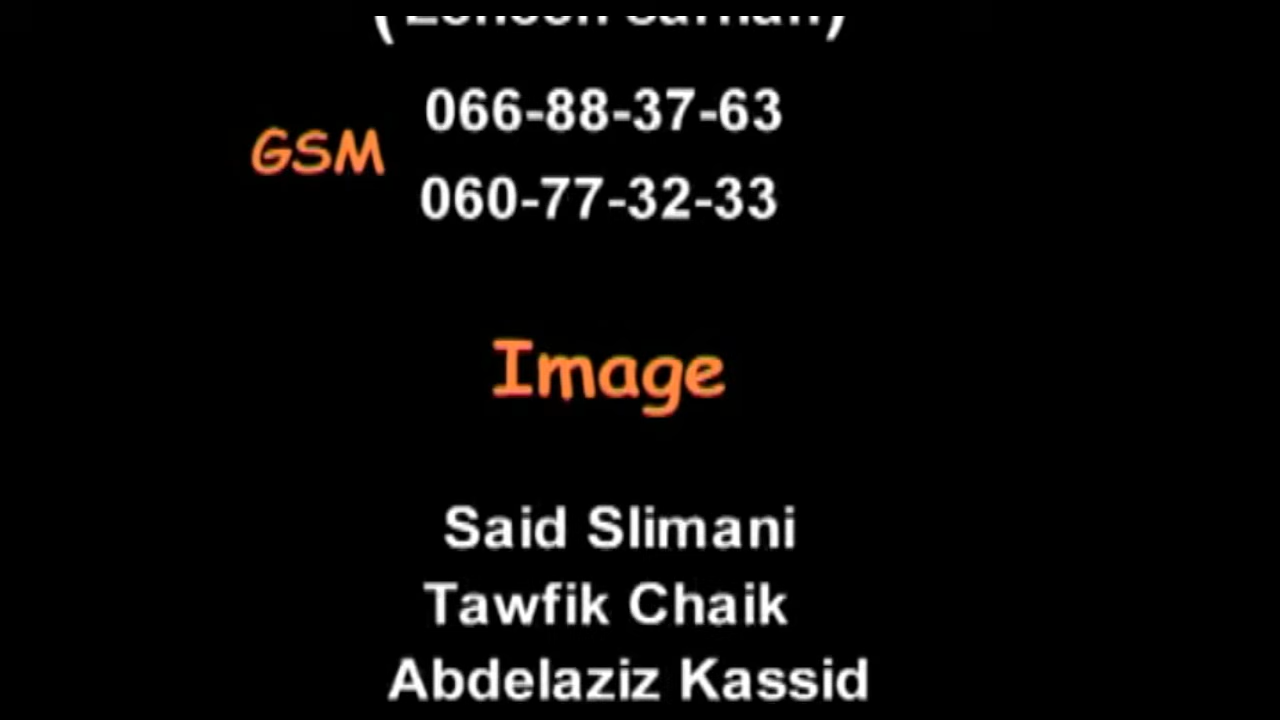 066-88-37-63
GSM
060-77-32-33
Image
Said Slimani
Tawfik Chaik
Abdelaziz Kassid